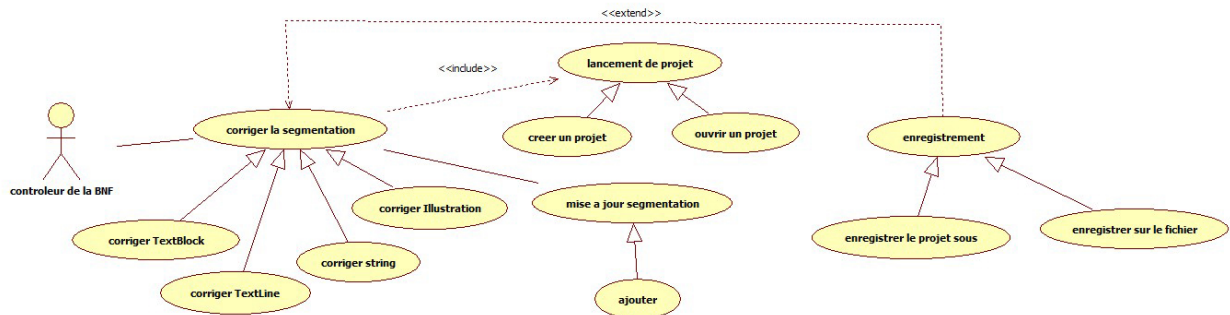 <<extend>>
lancement de projet
<<include>>
corriger la segmentation
creer un projet
ouvrir un projet
enregistrement
controleur de la BNF
corriger Illustration
mise a jour segmentation
corriger TextBlock
enregistrer le projet sous
enregistrer sur le fichier
corriger string
corriger TextLine
ajouter